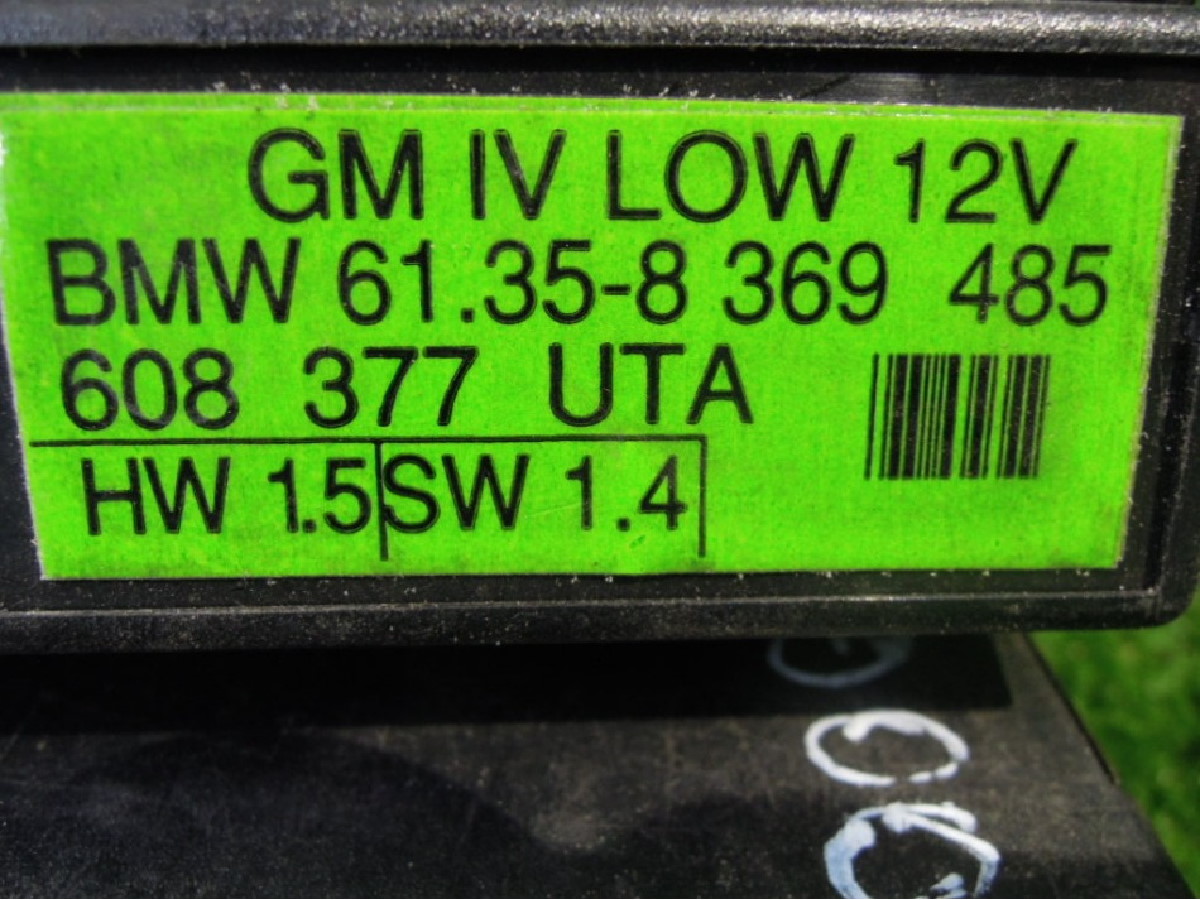 GM IV LOW 12V
BMW 61.35-8 369 485
608 377 UTA
HW 1.5 SW 1.4